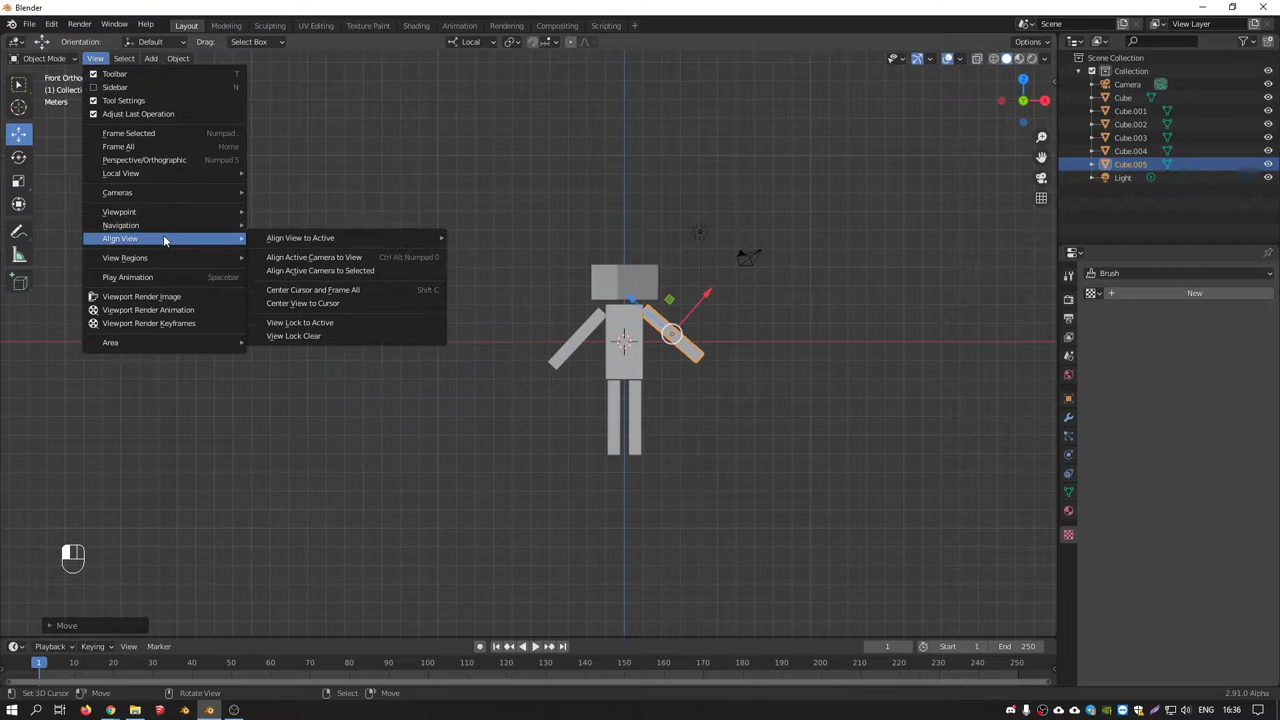 Blender
File Edit Render Window Help Layout Modeling Sculpting UV Editing Texture Paint Shading Animation Rendering Compositing Scripting Scene View Layer
Orientation: Default Drag: Select Box Local Options
Object Mode View Select Add Object
Front Ortho
(1) Collection
Meters
Toolbar T
Sidebar N
Tool Settings
Adjust Last Operation
Frame Selected Numpad .
Frame All Home
Perspective/Orthographic Numpad 5
Local View
Cameras
Viewpoint
Navigation
Align View
View Regions
Play Animation Spacebar
Viewport Render Image
Viewport Render Animation
Viewport Render Keyframes
Area
Align View to Active
Align Active Camera to View Ctrl Alt Numpad 0
Align Active Camera to Selected
Center Cursor and Frame All Shift C
Center View to Cursor
View Lock to Active
View Lock Clear
Z
Y
X
Scene Collection
Collection
Camera
Cube
Cube.001
Cube.002
Cube.003
Cube.004
Cube.005
Light
Brush
New
Move
Playback Keying View Marker 1 Start 1 End 250
1 10 20 30 40 50 60 70 80 90 100 110 120 130 140 150 160 170 180 190 200 210 220 230 240 250
Set 3D Cursor Move Rotate View Select Move 2.91.0 Alpha
ENG 16:36